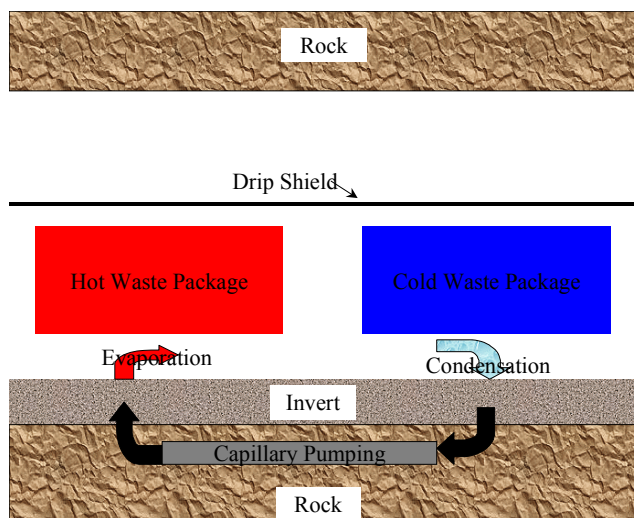 Rock
Drip Shield
Hot Waste Package
Cold Waste Package
Evaporation
Condensation
Invert
Capillary Pumping
Rock